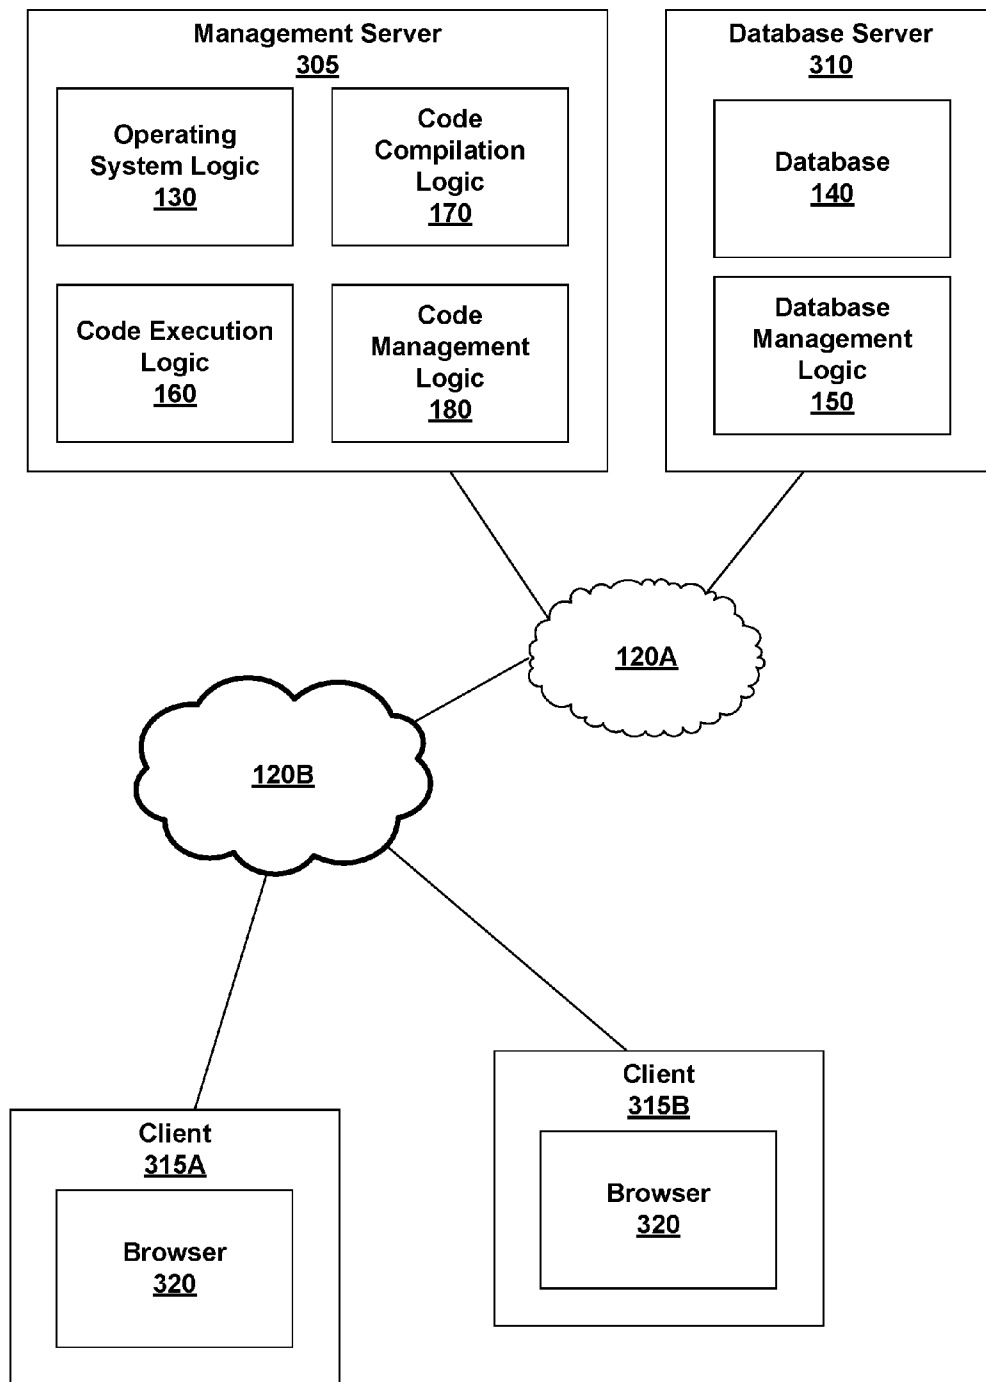 Management Server
305
Operating
System Logic
130
Code
Compilation
Logic
170
Code Execution
Logic
160
Code
Management
Logic
180
Database Server
310
Database
140
Database
Management
Logic
150
120A
120B
Client
315A
Browser
320
Client
315B
Browser
320